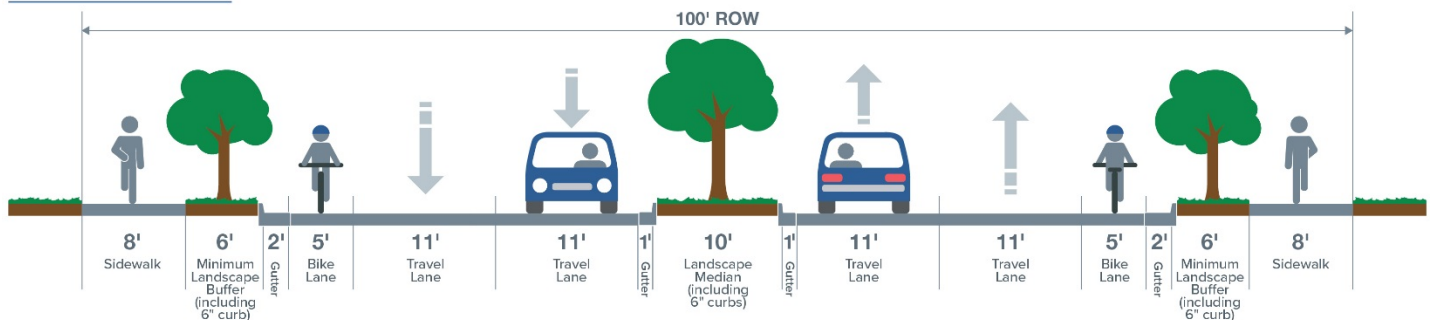 100' ROW
8'
Sidewalk
6'
Minimum
Landscape
Buffer
(including
6" curb)
2'
Gutter
5'
Bike
Lane
11'
Travel
Lane
11'
Travel
Lane
1'
Gutter
10'
Landscape
Median
(including
6" curbs)
1'
Gutter
11'
Travel
Lane
11'
Travel
Lane
5'
Bike
Lane
2'
Gutter
6'
Minimum
Landscape
Buffer
(including
6" curb)
8'
Sidewalk